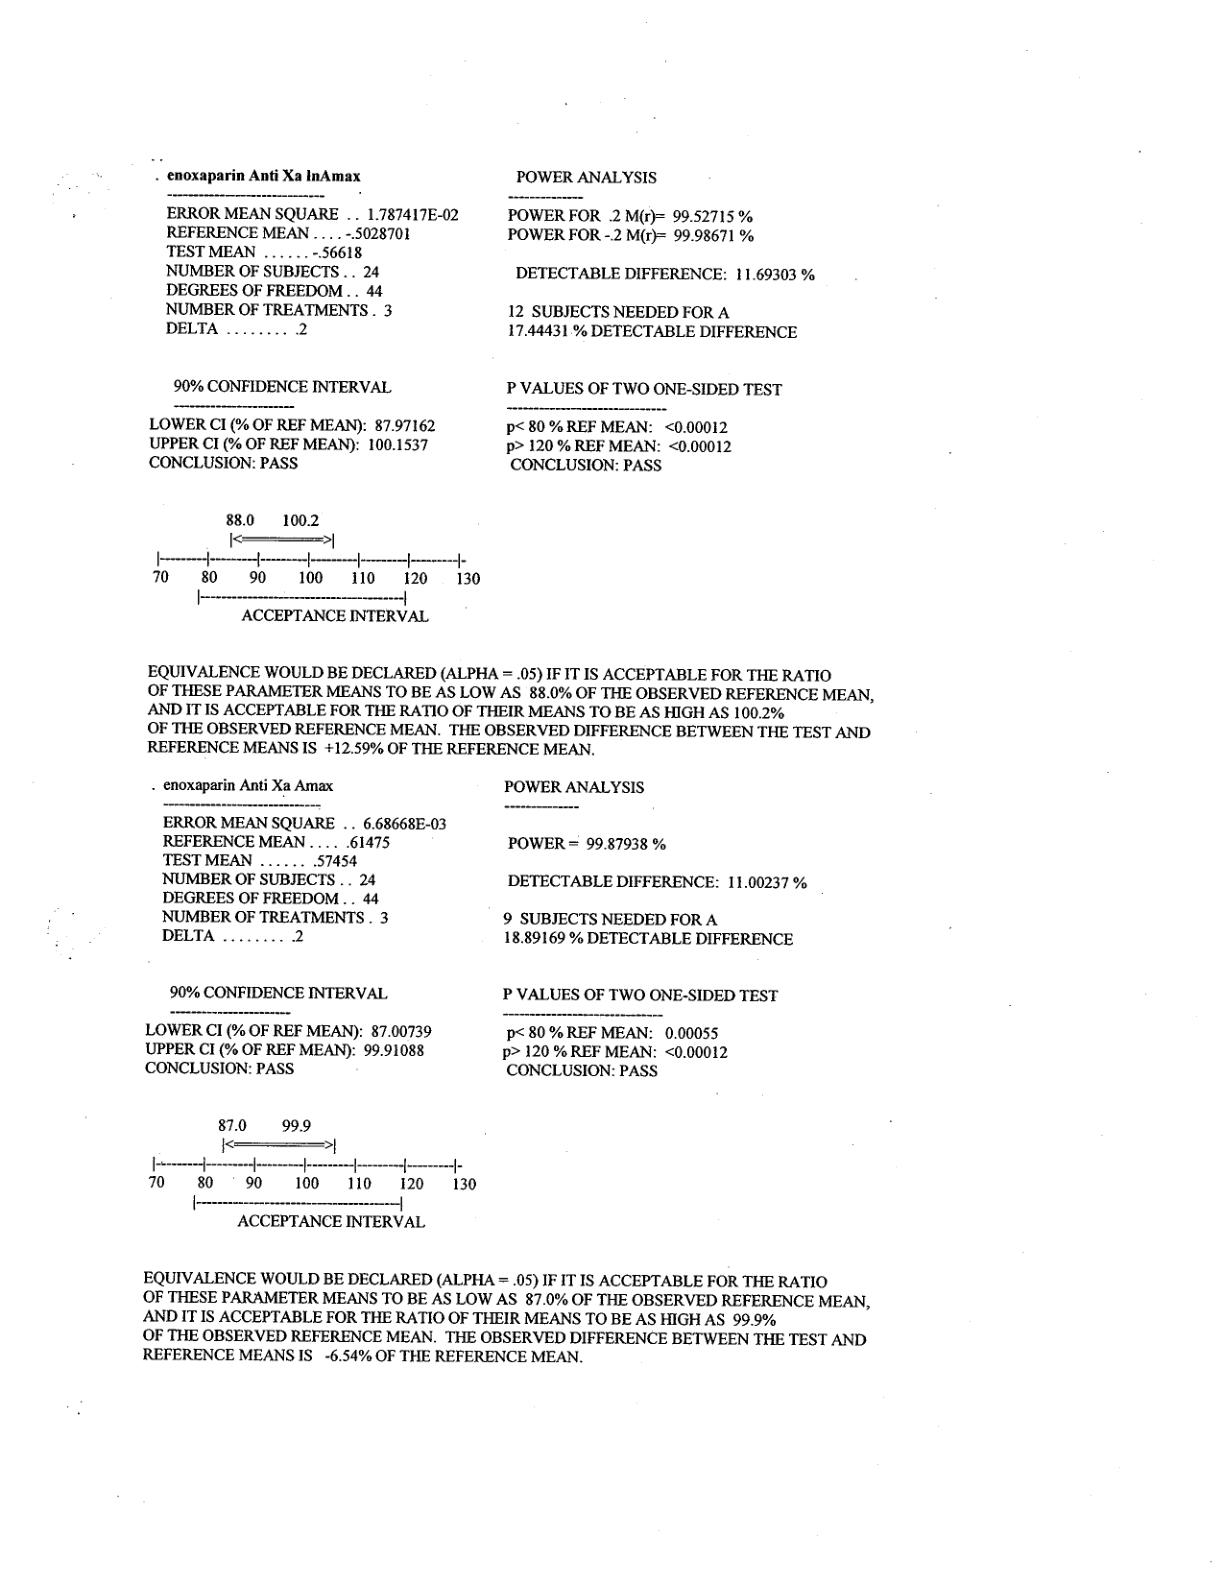 . enoxaparin Anti Xa lnAmax
------------------------------
ERROR MEAN SQUARE . . 1.787417E-02
REFERENCE MEAN . . . . -.5028701
TEST MEAN . . . . . . -.56618
NUMBER OF SUBJECTS . . 24
DEGREES OF FREEDOM . . 44
NUMBER OF TREATMENTS . 3
DELTA . . . . . . . . .2
POWER ANALYSIS
--------------
POWER FOR .2 M(r)= 99.52715 %
POWER FOR -.2 M(r)= 99.98671 %
DETECTABLE DIFFERENCE: 11.69303 %
12 SUBJECTS NEEDED FOR A
17.44431 % DETECTABLE DIFFERENCE
90% CONFIDENCE INTERVAL
-----------------------
LOWER CI (% OF REF MEAN): 87.97162
UPPER CI (% OF REF MEAN): 100.1537
CONCLUSION: PASS
P VALUES OF TWO ONE-SIDED TEST
------------------------------
p< 80 % REF MEAN: <0.00012
p> 120 % REF MEAN: <0.00012
CONCLUSION: PASS
88.0 100.2
|<==========>|
|---------|---------|---------|---------|---------|---------|-
70 80 90 100 110 120 130
|---------------------------------------|
ACCEPTANCE INTERVAL
EQUIVALENCE WOULD BE DECLARED (ALPHA = .05) IF IT IS ACCEPTABLE FOR THE RATIO
OF THESE PARAMETER MEANS TO BE AS LOW AS 88.0% OF THE OBSERVED REFERENCE MEAN,
AND IT IS ACCEPTABLE FOR THE RATIO OF THEIR MEANS TO BE AS HIGH AS 100.2%
OF THE OBSERVED REFERENCE MEAN. THE OBSERVED DIFFERENCE BETWEEN THE TEST AND
REFERENCE MEANS IS +12.59% OF THE REFERENCE MEAN.
. enoxaparin Anti Xa Amax
------------------------------
ERROR MEAN SQUARE . . 6.68668E-03
REFERENCE MEAN . . . . .61475
TEST MEAN . . . . . . .57454
NUMBER OF SUBJECTS . . 24
DEGREES OF FREEDOM . . 44
NUMBER OF TREATMENTS . 3
DELTA . . . . . . . . .2
POWER ANALYSIS
--------------
POWER = 99.87938 %
DETECTABLE DIFFERENCE: 11.00237 %
9 SUBJECTS NEEDED FOR A
18.89169 % DETECTABLE DIFFERENCE
90% CONFIDENCE INTERVAL
-----------------------
LOWER CI (% OF REF MEAN): 87.00739
UPPER CI (% OF REF MEAN): 99.91088
CONCLUSION: PASS
P VALUES OF TWO ONE-SIDED TEST
------------------------------
p< 80 % REF MEAN: 0.00055
p> 120 % REF MEAN: <0.00012
CONCLUSION: PASS
87.0 99.9
|<===========>|
|---------|---------|---------|---------|---------|---------|-
70 80 90 100 110 120 130
|---------------------------------------|
ACCEPTANCE INTERVAL
EQUIVALENCE WOULD BE DECLARED (ALPHA = .05) IF IT IS ACCEPTABLE FOR THE RATIO
OF THESE PARAMETER MEANS TO BE AS LOW AS 87.0% OF THE OBSERVED REFERENCE MEAN,
AND IT IS ACCEPTABLE FOR THE RATIO OF THEIR MEANS TO BE AS HIGH AS 99.9%
OF THE OBSERVED REFERENCE MEAN. THE OBSERVED DIFFERENCE BETWEEN THE TEST AND
REFERENCE MEANS IS -6.54% OF THE REFERENCE MEAN.